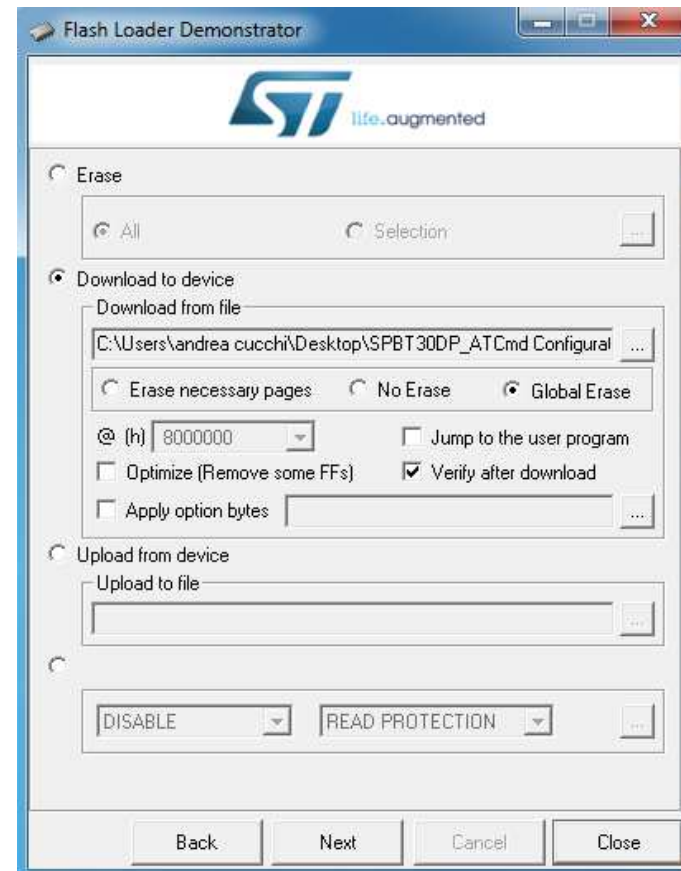 Flash Loader Demonstrator
ST life.augmented
Erase
All Selection ...
Download to device
Download from file
C:\Users\andrea cucchi\Desktop\SPBT30DP_ATCmd Configurat ...
Erase necessary pages No Erase Global Erase
@ (h) 8000000 Jump to the user program
Optimize (Remove some FFs) Verify after download
Apply option bytes ...
Upload from device
Upload to file
...
DISABLE READ PROTECTION ...
Back Next Cancel Close